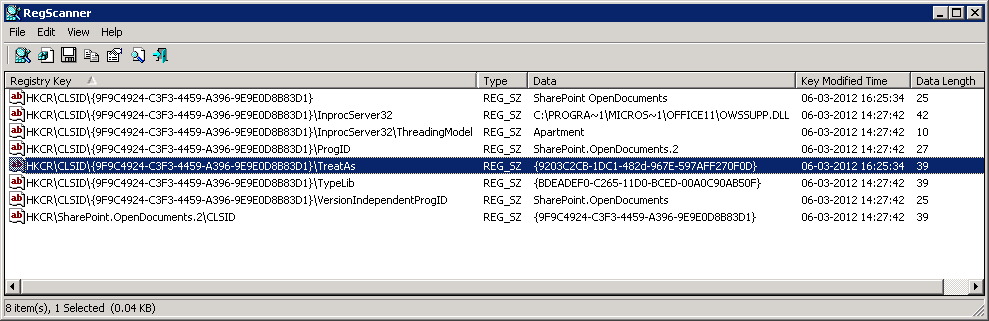 RegScanner
File Edit View Help
Registry Key Type Data Key Modified Time Data Length
HKCR\CLSID\{9F9C4924-C3F3-4459-A396-9E9E0D8B83D1} REG_SZ SharePoint OpenDocuments 06-03-2012 16:25:34 25
HKCR\CLSID\{9F9C4924-C3F3-4459-A396-9E9E0D8B83D1}\InprocServer32 REG_SZ C:\PROGRA~1\MICROS~1\OFFICE11\OWSSUPP.DLL 06-03-2012 14:27:42 42
HKCR\CLSID\{9F9C4924-C3F3-4459-A396-9E9E0D8B83D1}\InprocServer32\ThreadingModel REG_SZ Apartment 06-03-2012 14:27:42 10
HKCR\CLSID\{9F9C4924-C3F3-4459-A396-9E9E0D8B83D1}\ProgID REG_SZ SharePoint.OpenDocuments.2 06-03-2012 14:27:42 27
HKCR\CLSID\{9F9C4924-C3F3-4459-A396-9E9E0D8B83D1}\TreatAs REG_SZ {9203C2CB-1DC1-482d-967E-597AFF270F0D} 06-03-2012 16:25:34 39
HKCR\CLSID\{9F9C4924-C3F3-4459-A396-9E9E0D8B83D1}\TypeLib REG_SZ {BDEADEF0-C265-11D0-BCED-00A0C90AB50F} 06-03-2012 14:27:42 39
HKCR\CLSID\{9F9C4924-C3F3-4459-A396-9E9E0D8B83D1}\VersionIndependentProgID REG_SZ SharePoint.OpenDocuments 06-03-2012 14:27:42 25
HKCR\SharePoint.OpenDocuments.2\CLSID REG_SZ {9F9C4924-C3F3-4459-A396-9E9E0D8B83D1} 06-03-2012 14:27:42 39
8 item(s), 1 Selected (0.04 KB)